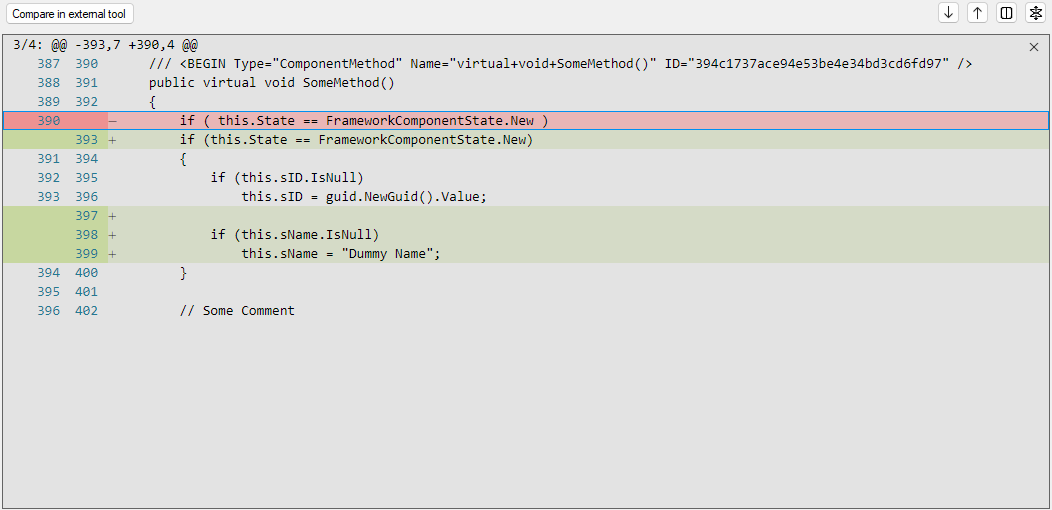 Compare in external tool
3/4: @@ -393,7 +390,4 @@
387 390 /// <BEGIN Type="ComponentMethod" Name="virtual+void+SomeMethod()" ID="394c1737ace94e53be4e34bd3cd6fd97" />
388 391 public virtual void SomeMethod()
389 392 {
390 − if ( this.State == FrameworkComponentState.New )
393 + if (this.State == FrameworkComponentState.New)
391 394 {
392 395 if (this.sID.IsNull)
393 396 this.sID = guid.NewGuid().Value;
397 +
398 + if (this.sName.IsNull)
399 + this.sName = "Dummy Name";
394 400 }
395 401
396 402 // Some Comment